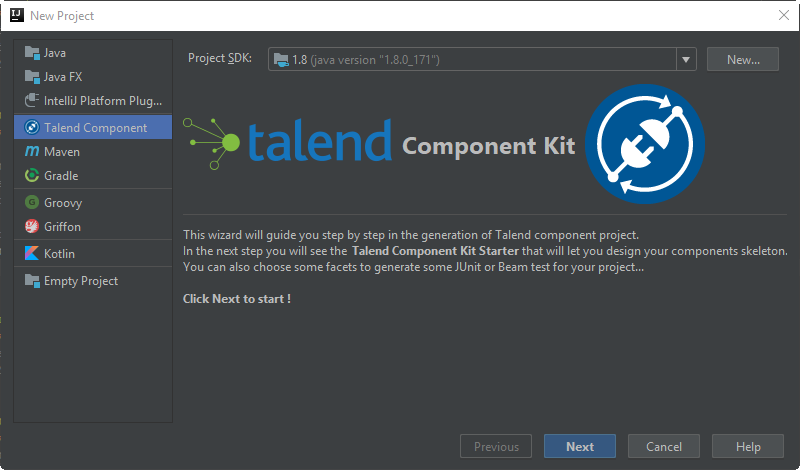 New Project
Project SDK:
1.8 (java version "1.8.0_171")
New...
Java
Java FX
IntelliJ Platform Plug...
Talend Component
Maven
Gradle
Groovy
Griffon
Kotlin
Empty Project
talend Component Kit
This wizard will guide you step by step in the generation of Talend component project.
In the next step you will see the Talend Component Kit Starter that will let you design your components skeleton.
You can also choose some facets to generate some JUnit or Beam test for your project...
Click Next to start !
Previous
Next
Cancel
Help